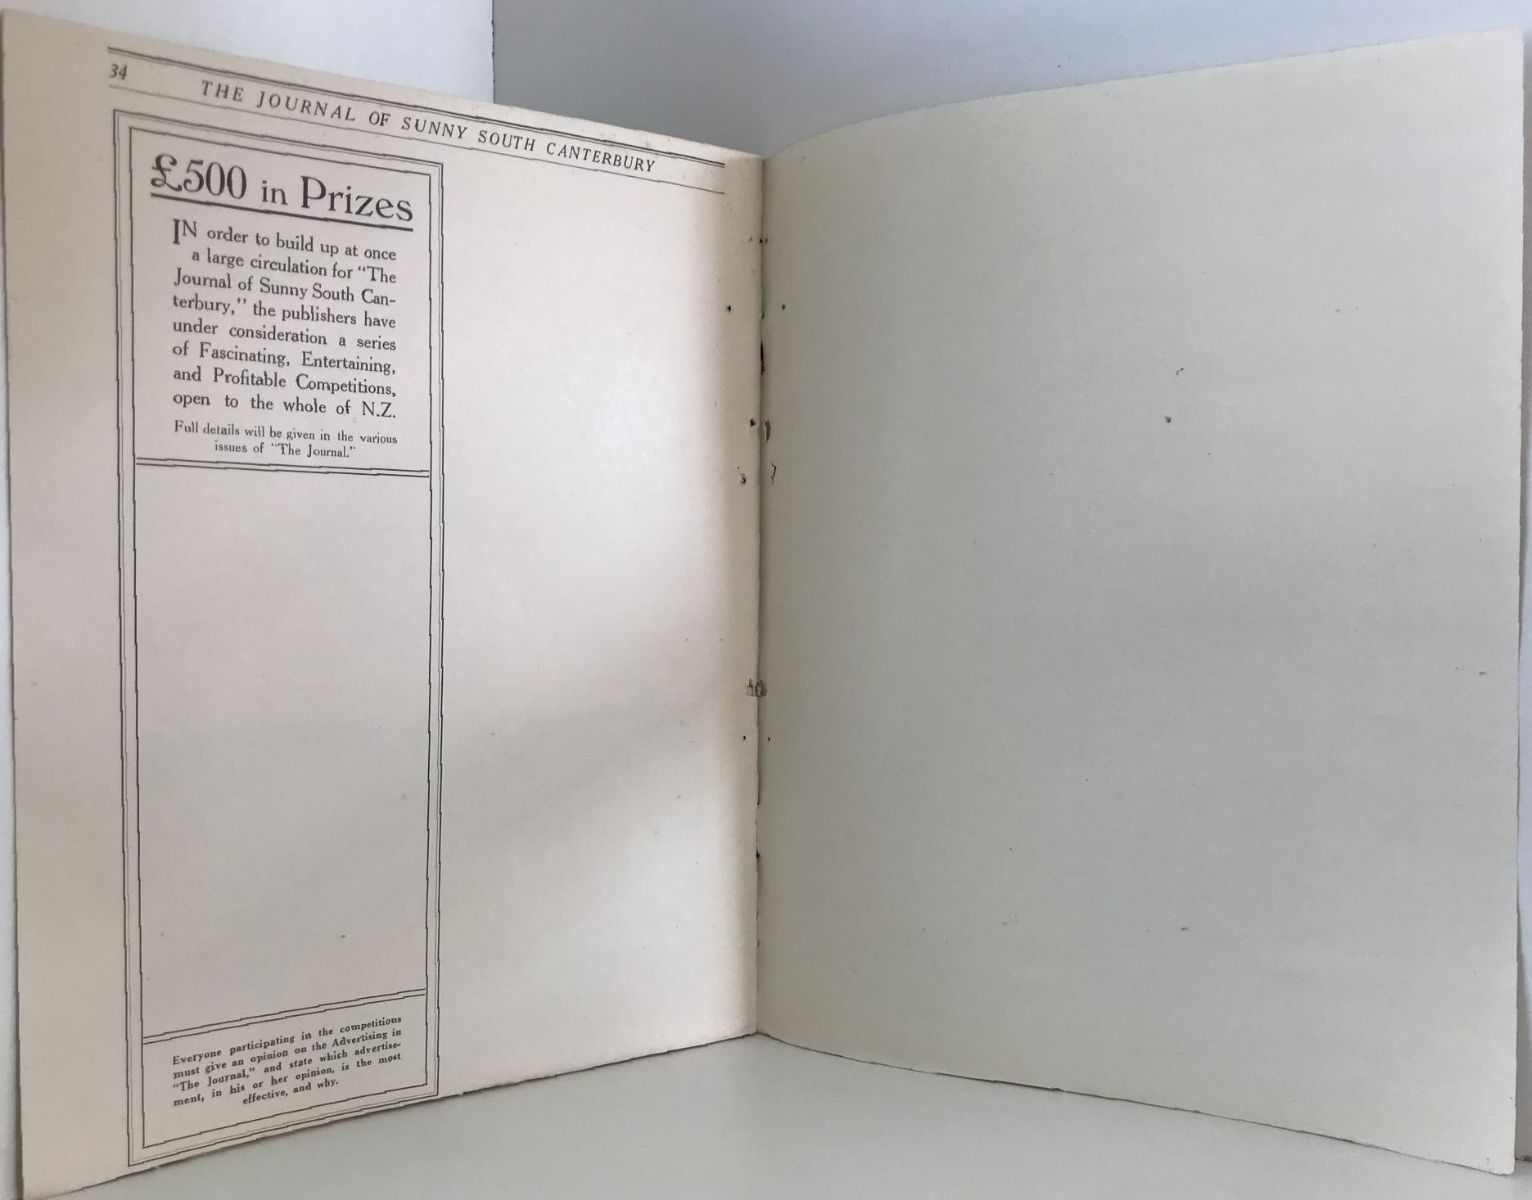 34
THE JOURNAL OF SUNNY SOUTH CANTERBURY
£500 in Prizes
IN order to build up at once
a large circulation for "The
Journal of Sunny South Can-
terbury," the publishers have
under consideration a series
of Fascinating, Entertaining,
and Profitable Competitions,
open to the whole of N.Z.
Full details will be given in the various
issues of "The Journal."
Everyone participating in the competitions
must give an opinion on the Advertising in
"The Journal," and state which advertise-
ment, in his or her opinion, is the most
effective, and why.